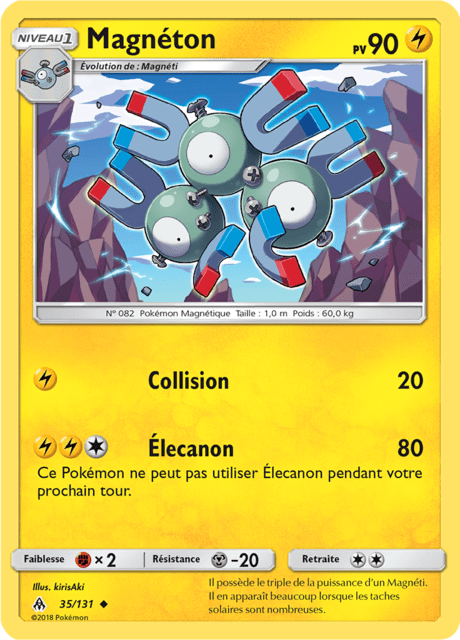 NIVEAU 1
Magnéton
PV 90
Évolution de : Magnéti
N° 082 Pokémon Magnétique Taille : 1,0 m Poids : 60,0 kg
Collision 20
Élecanon 80
Ce Pokémon ne peut pas utiliser Élecanon pendant votre
prochain tour.
Faiblesse ×2 Résistance -20 Retraite
Illus. kirisAki
35/131
©2018 Pokémon
Il possède le triple de la puissance d'un Magnéti.
Il en apparaît beaucoup lorsque les taches
solaires sont nombreuses.